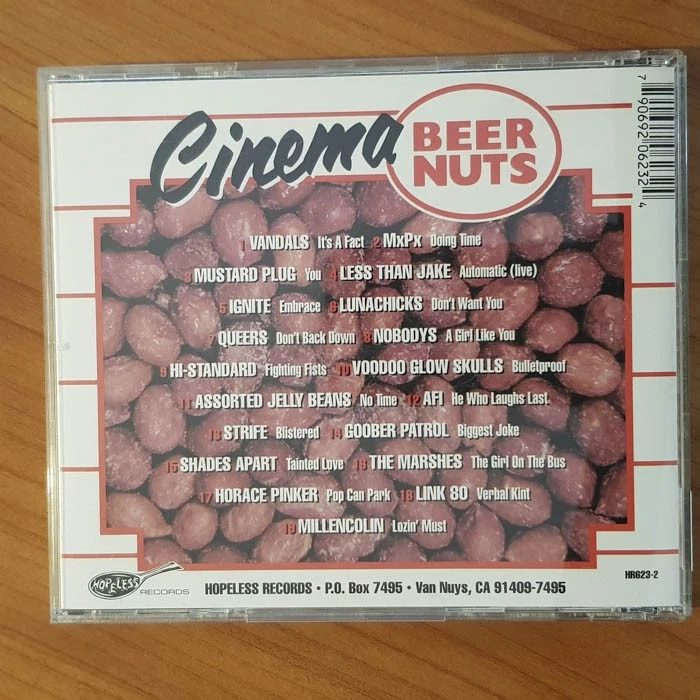 Cinema BEER
NUTS
1 VANDALS It's A Fact 2 MxPx Doing Time
3 MUSTARD PLUG You 4 LESS THAN JAKE Automatic (live)
5 IGNITE Embrace 6 LUNACHICKS Don't Want You
7 QUEERS Don't Back Down 8 NOBODYS A Girl Like You
9 HI-STANDARD Fighting Fists 10 VOODOO GLOW SKULLS Bulletproof
11 ASSORTED JELLY BEANS No Time 12 AFI He Who Laughs Last
13 STRIFE Blistered 14 GOOBER PATROL Biggest Joke
15 SHADES APART Tainted Love 16 THE MARSHES The Girl On The Bus
17 HORACE PINKER Pop Can Park 18 LINK 80 Verbal Kint
19 MILLENCOLIN Lozin' Must
HOPELESS RECORDS
HOPELESS RECORDS • P.O. Box 7495 • Van Nuys, CA 91409-7495
HR623-2
7 90692 06232 4